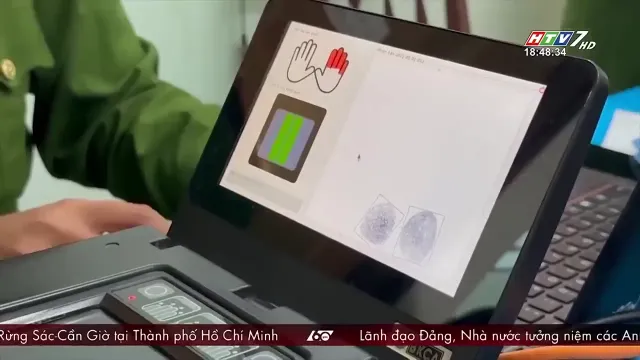 HTV7 HD
18:48:34
Rừng Sác-Cần Giờ tại Thành phố Hồ Chí Minh
60
Lãnh đạo Đảng, Nhà nước tưởng niệm các An